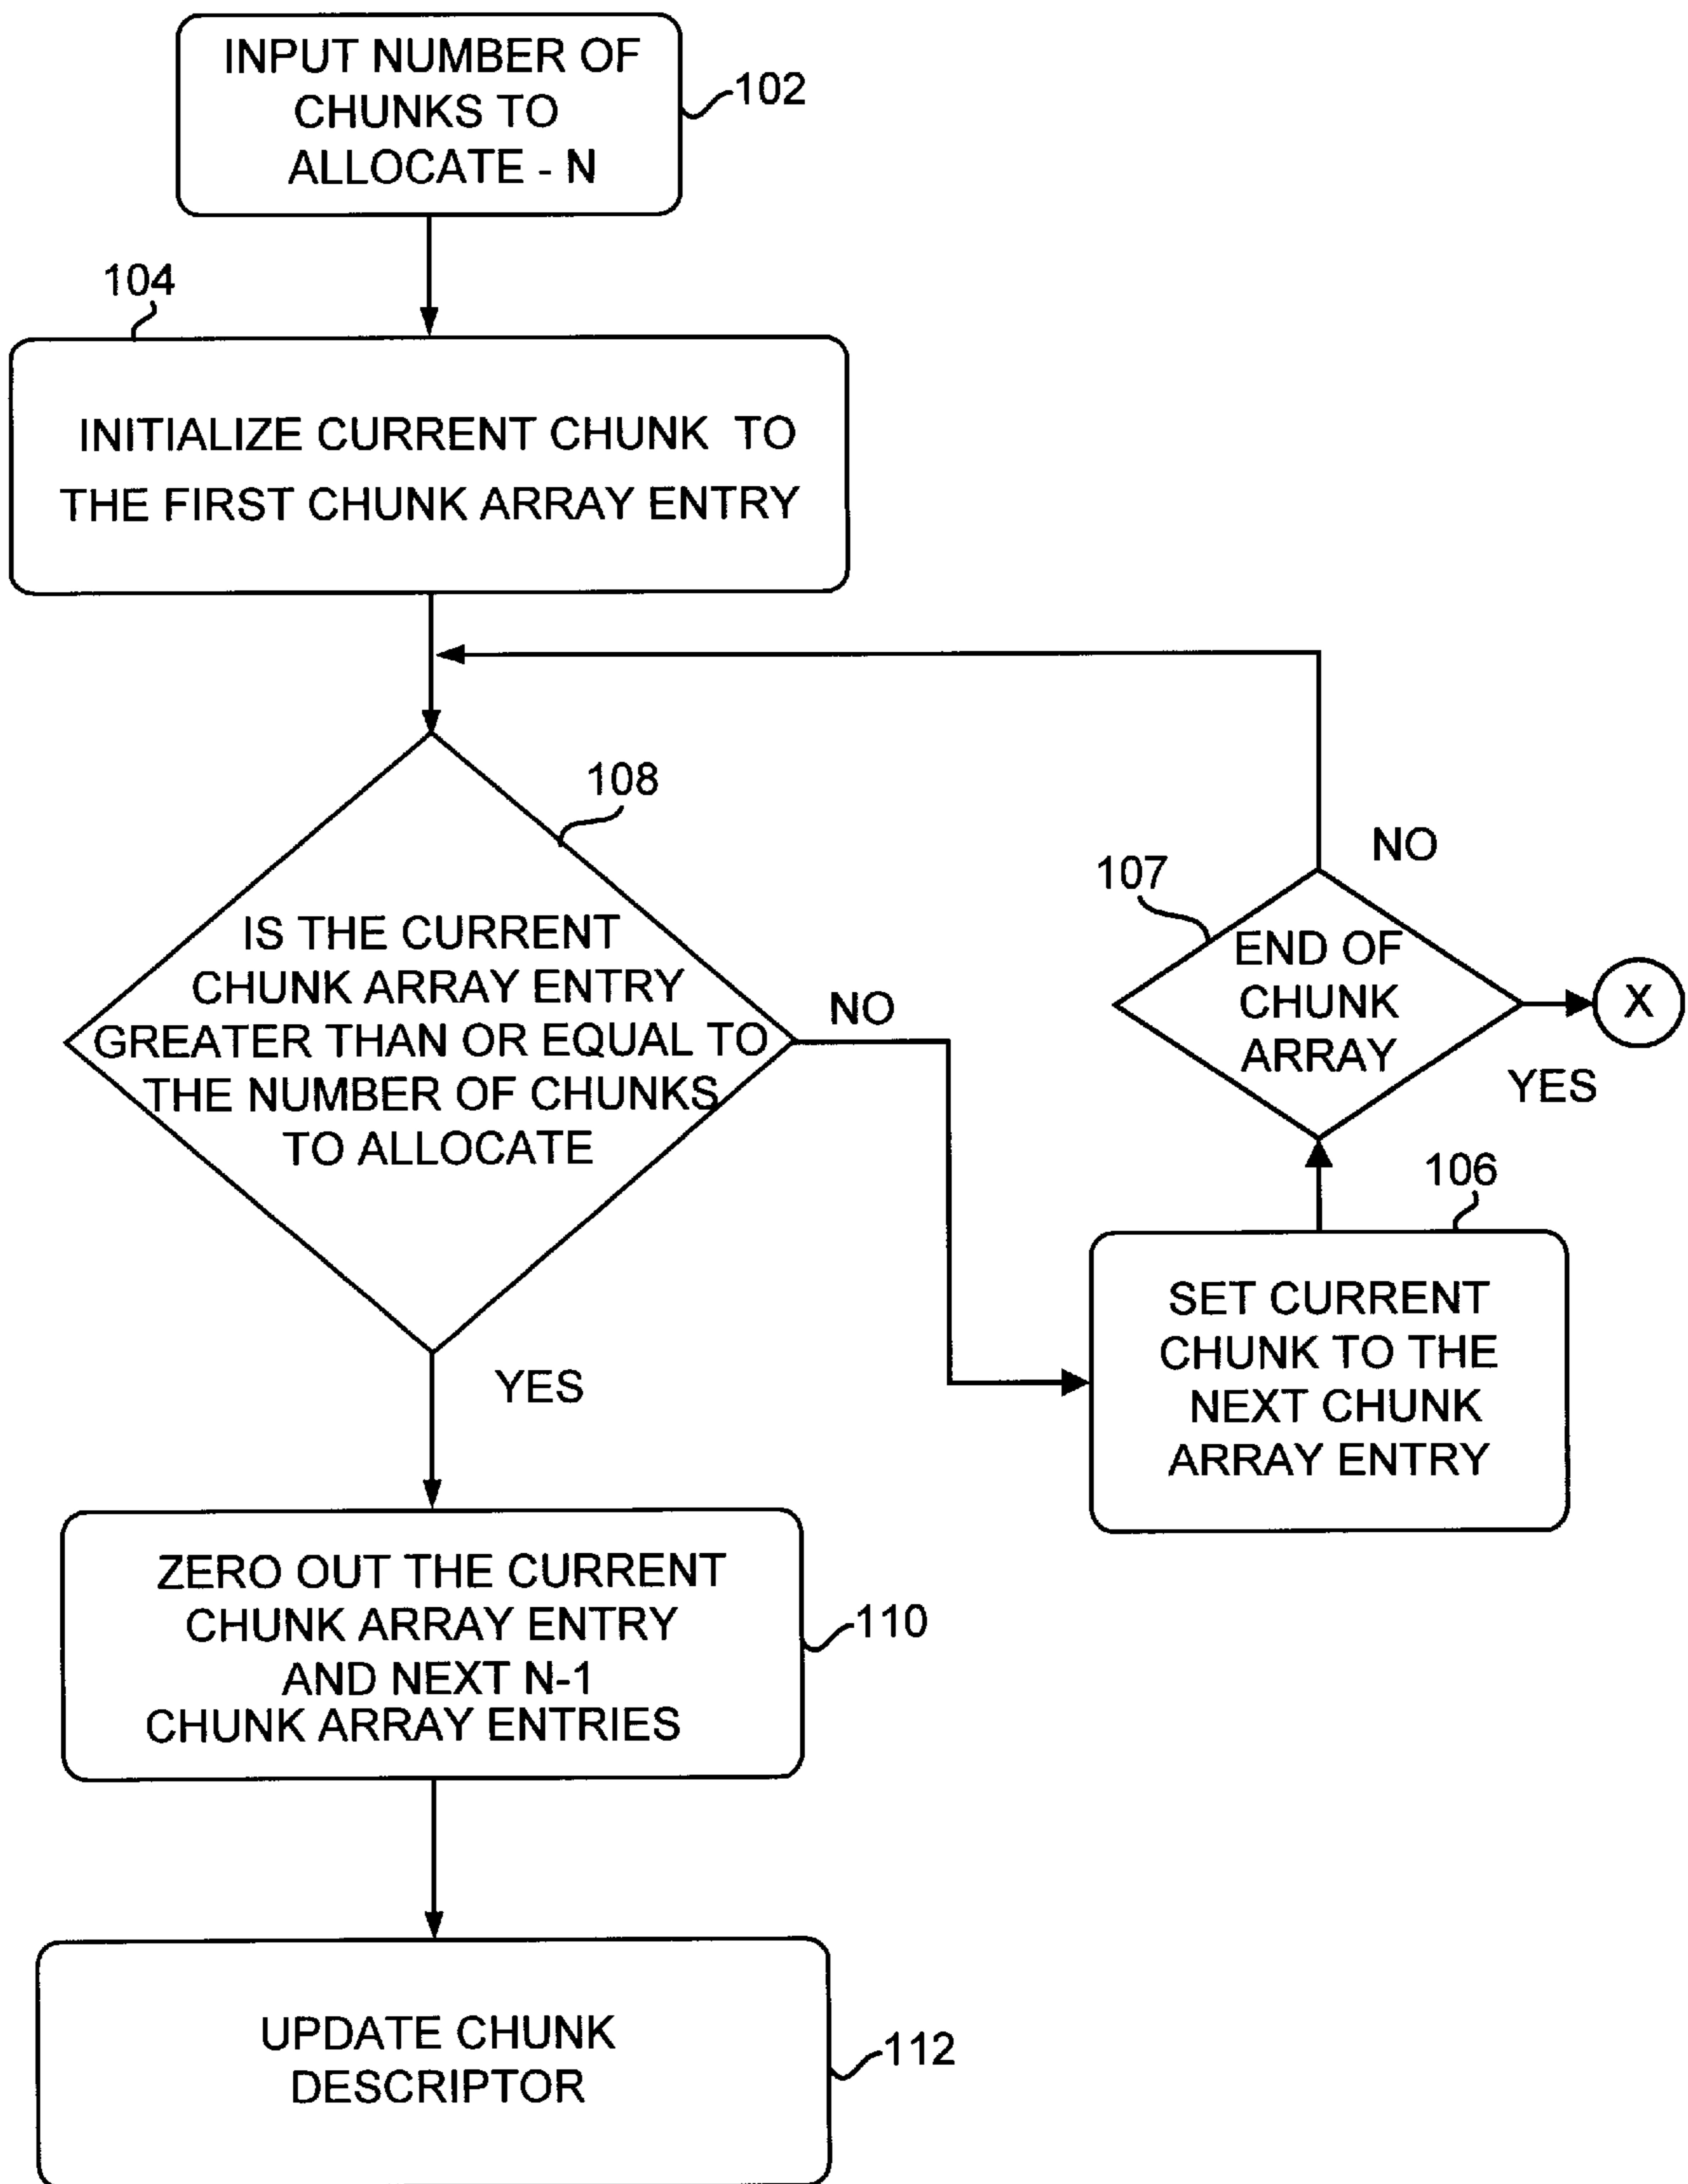 INPUT NUMBER OF
CHUNKS TO
ALLOCATE - N
102
104
INITIALIZE CURRENT CHUNK TO
THE FIRST CHUNK ARRAY ENTRY
108
IS THE CURRENT
CHUNK ARRAY ENTRY
GREATER THAN OR EQUAL TO
THE NUMBER OF CHUNKS
TO ALLOCATE
NO
YES
107
NO
END OF
CHUNK
ARRAY
X
YES
106
SET CURRENT
CHUNK TO THE
NEXT CHUNK
ARRAY ENTRY
ZERO OUT THE CURRENT
CHUNK ARRAY ENTRY
AND NEXT N-1
CHUNK ARRAY ENTRIES
110
UPDATE CHUNK
DESCRIPTOR
112